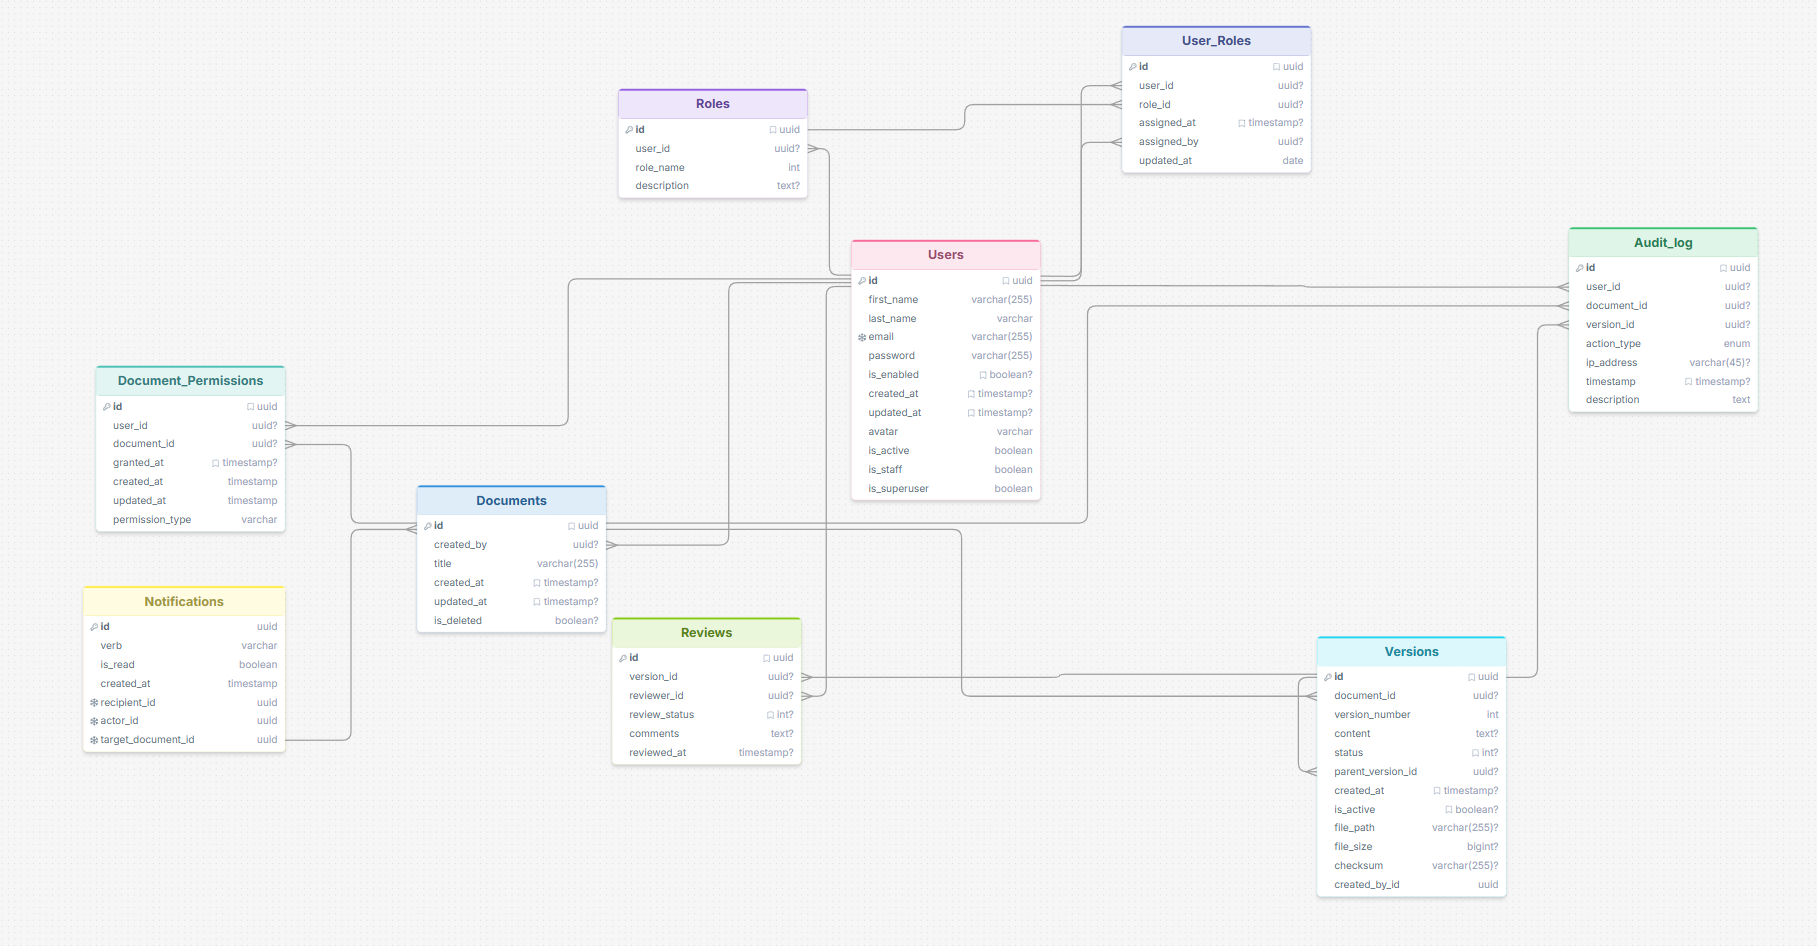 User_Roles
id uuid
user_id uuid?
role_id uuid?
assigned_at timestamp?
assigned_by uuid?
updated_at date
Roles
id uuid
user_id uuid?
role_name int
description text?
Users
id uuid
first_name varchar(255)
last_name varchar
email varchar(255)
password varchar(255)
is_enabled boolean?
created_at timestamp?
updated_at timestamp?
avatar varchar
is_active boolean
is_staff boolean
is_superuser boolean
Audit_log
id uuid
user_id uuid?
document_id uuid?
version_id uuid?
action_type enum
ip_address varchar(45)?
timestamp timestamp?
description text
Document_Permissions
id uuid
user_id uuid?
document_id uuid?
granted_at timestamp?
created_at timestamp
updated_at timestamp
permission_type varchar
Documents
id uuid
created_by uuid?
title varchar(255)
created_at timestamp?
updated_at timestamp?
is_deleted boolean?
Notifications
id uuid
verb varchar
is_read boolean
created_at timestamp
recipient_id uuid
actor_id uuid
target_document_id uuid
Reviews
id uuid
version_id uuid?
reviewer_id uuid?
review_status int?
comments text?
reviewed_at timestamp?
Versions
id uuid
document_id uuid?
version_number int
content text?
status int?
parent_version_id uuid?
created_at timestamp?
is_active boolean?
file_path varchar(255)?
file_size bigint?
checksum varchar(255)?
created_by_id uuid